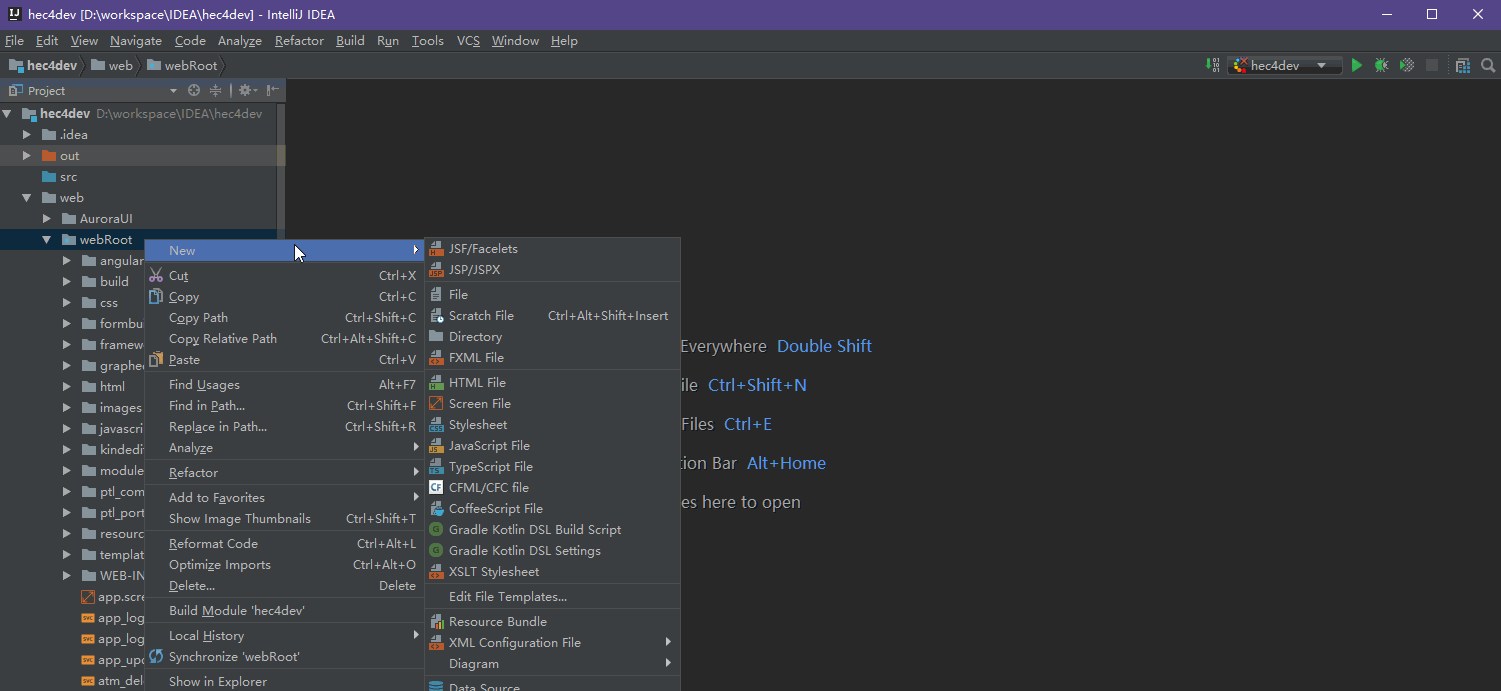 hec4dev [D:\workspace\IDEA\hec4dev] - IntelliJ IDEA
File Edit View Navigate Code Analyze Refactor Build Run Tools VCS Window Help
hec4dev web webRoot
hec4dev
Project
hec4dev D:\workspace\IDEA\hec4dev
.idea
out
src
web
AuroraUI
webRoot
angular
build
css
formbu
framew
graphe
html
images
javascri
kindedi
module
ptl_com
ptl_port
resourc
templat
WEB-IN
app.scre
app_log
app_log
app_upd
atm_del
New
Cut Ctrl+X
Copy Ctrl+C
Copy Path Ctrl+Shift+C
Copy Relative Path Ctrl+Alt+Shift+C
Paste Ctrl+V
Find Usages Alt+F7
Find in Path... Ctrl+Shift+F
Replace in Path... Ctrl+Shift+R
Analyze
Refactor
Add to Favorites
Show Image Thumbnails Ctrl+Shift+T
Reformat Code Ctrl+Alt+L
Optimize Imports Ctrl+Alt+O
Delete... Delete
Build Module 'hec4dev'
Local History
Synchronize 'webRoot'
Show in Explorer
JSF/Facelets
JSP/JSPX
File
Scratch File Ctrl+Alt+Shift+Insert
Directory
FXML File
HTML File
Screen File
Stylesheet
JavaScript File
TypeScript File
CFML/CFC file
CoffeeScript File
Gradle Kotlin DSL Build Script
Gradle Kotlin DSL Settings
XSLT Stylesheet
Edit File Templates...
Resource Bundle
XML Configuration File
Diagram
Data Source
Everywhere Double Shift
ile Ctrl+Shift+N
Files Ctrl+E
tion Bar Alt+Home
es here to open